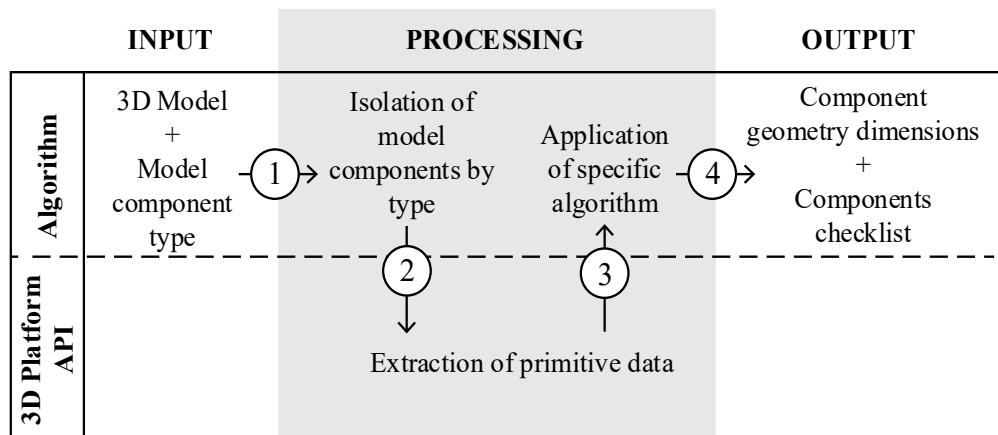 INPUT
PROCESSING
OUTPUT
Algorithm
3D Model
+
Model
component
type
1
Isolation of
model
components by
type
2
3
Application
of specific
algorithm
4
Component
geometry dimensions
+
Components
checklist
3D Platform
API
Extraction of primitive data